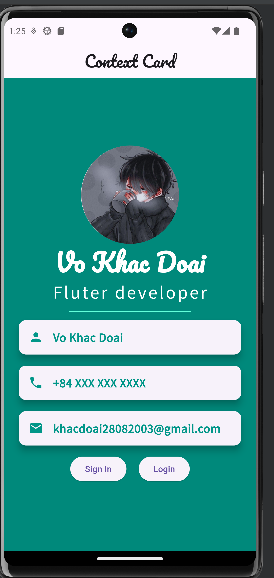 1:25
Context Card
Vo Khac Doai
Fluter developer
Vo Khac Doai
+84 XXX XXX XXXX
khacdoai28082003@gmail.com
Sign In
Login